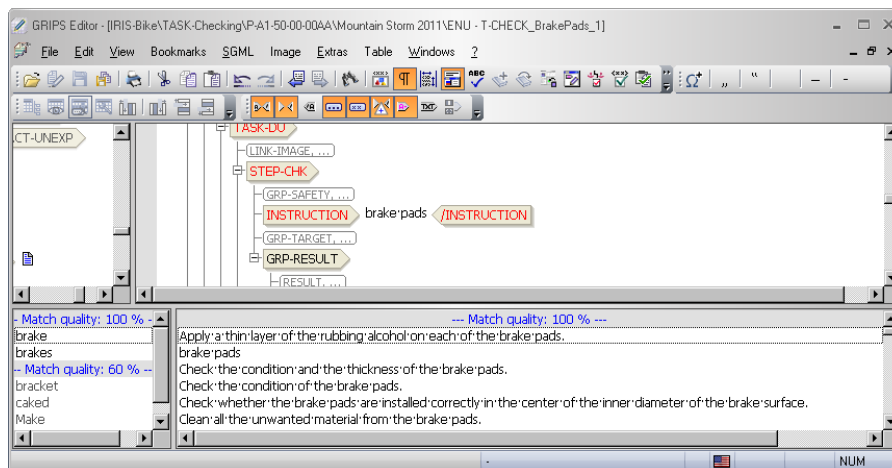 GRIPS Editor - [IRIS-Bike\TASK-Checking\P-A1-50-00-00AA\Mountain Storm 2011\ENU - T-CHECK_BrakePads_1]
File Edit View Bookmarks SGML Image Extras Table Windows ?
ABC
TXT
CT-UNEXP
TASK-DU
LINK-IMAGE, ...
STEP-CHK
GRP-SAFETY, ...
INSTRUCTION brake·pads /INSTRUCTION
GRP-TARGET, ...
GRP-RESULT
RESULT, ...
- Match quality: 100 % -
brake
brakes
-- Match quality: 60 % --
bracket
caked
Make
--- Match quality: 100 % ---
Apply·a·thin·layer·of·the·rubbing·alcohol·on·each·of·the·brake·pads.
brake·pads
Check·the·condition·and·the·thickness·of·the·brake·pads.
Check·the·condition·of·the·brake·pads.
Check·whether·the·brake·pads·are·installed·correctly·in·the·center·of·the·inner·diameter·of·the·brake·surface.
Clean·all·the·unwanted·material·from·the·brake·pads.
NUM